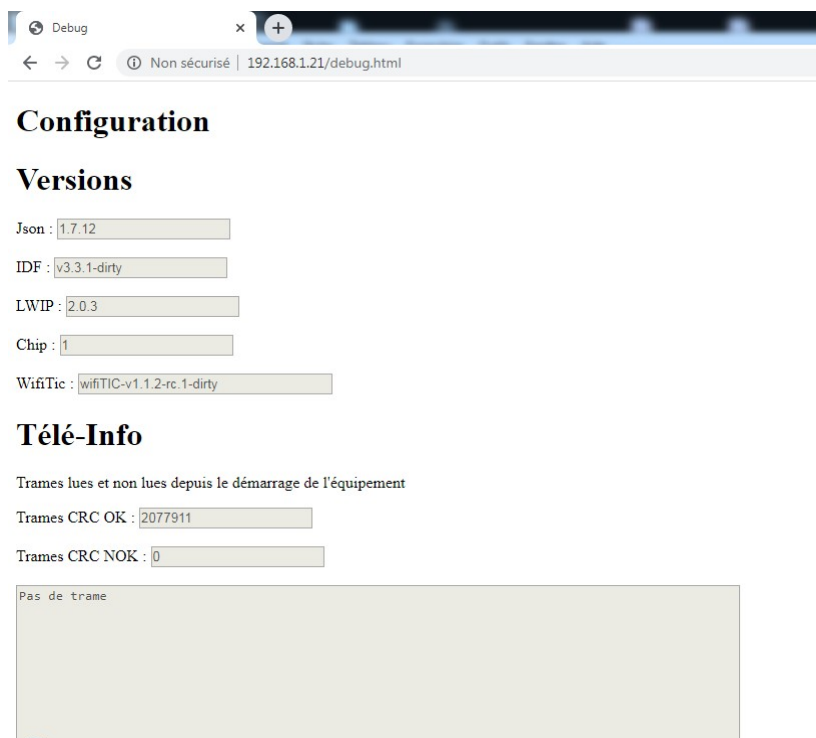 Debug
Non sécurisé | 192.168.1.21/debug.html
Configuration
Versions
Json : 1.7.12
IDF : v3.3.1-dirty
LWIP : 2.0.3
Chip : 1
WifiTic : wifiTIC-v1.1.2-rc.1-dirty
Télé-Info
Trames lues et non lues depuis le démarrage de l'équipement
Trames CRC OK : 2077911
Trames CRC NOK : 0
Pas de trame